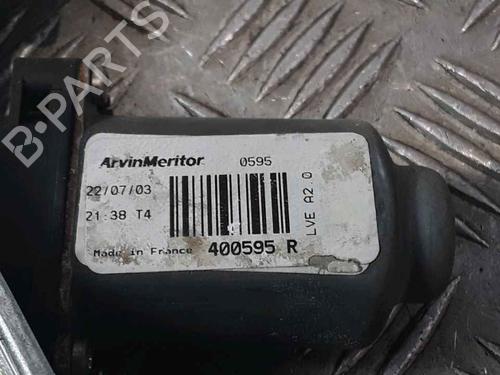 B-PARTS
ArvinMeritor 0595
22/07/03
21:38 T4
LVE A2.0
Made in France 400595 R